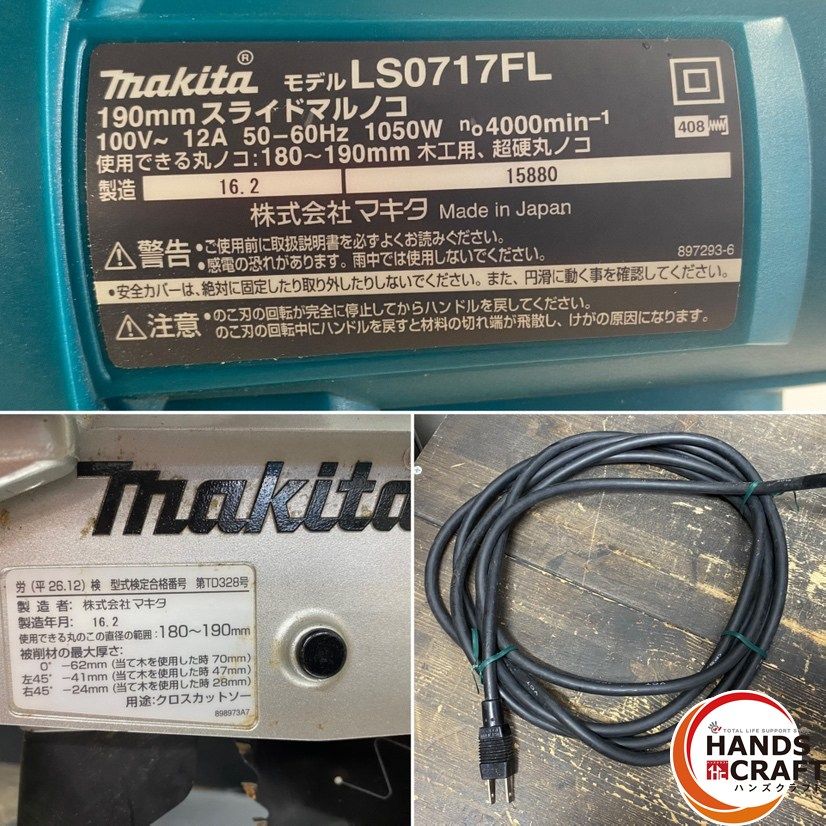 makita® モデル LS0717FL
190mm スライドマルノコ
100V~ 12A 50-60Hz 1050W n₀4000min⁻¹
408
使用できる丸ノコ:180~190mm 木工用、超硬丸ノコ
製造 16.2 15880
株式会社 マキタ Made in Japan
897293-6
⚠警告 •ご使用前に取扱説明書を必ずよくお読みください。
•感電の恐れがあります。雨中では使用しないでください。
•安全カバーは、絶対に固定したり取り外したりしないでください。また、円滑に動く事を確認してください。
⚠注意 •のこ刃の回転が完全に停止してからハンドルを戻してください。
のこ刃の回転中にハンドルを戻すと材料の切れ端が飛散し、けがの原因になります。
makita
労(平26.12)検 型式検定合格番号 第TD328号
製造者:株式会社マキタ
製造年月: 16.2
使用できる丸のこの直径の範囲:180~190mm
被削材の最大厚さ:
0° -62mm(当て木を使用した時70mm)
左45° -41mm(当て木を使用した時47mm)
右45° -24mm(当て木を使用した時28mm)
用途:クロスカットソー
898973A7
TOTAL LIFE SUPPORT
HANDS
CRAFT
ハンズクラフト